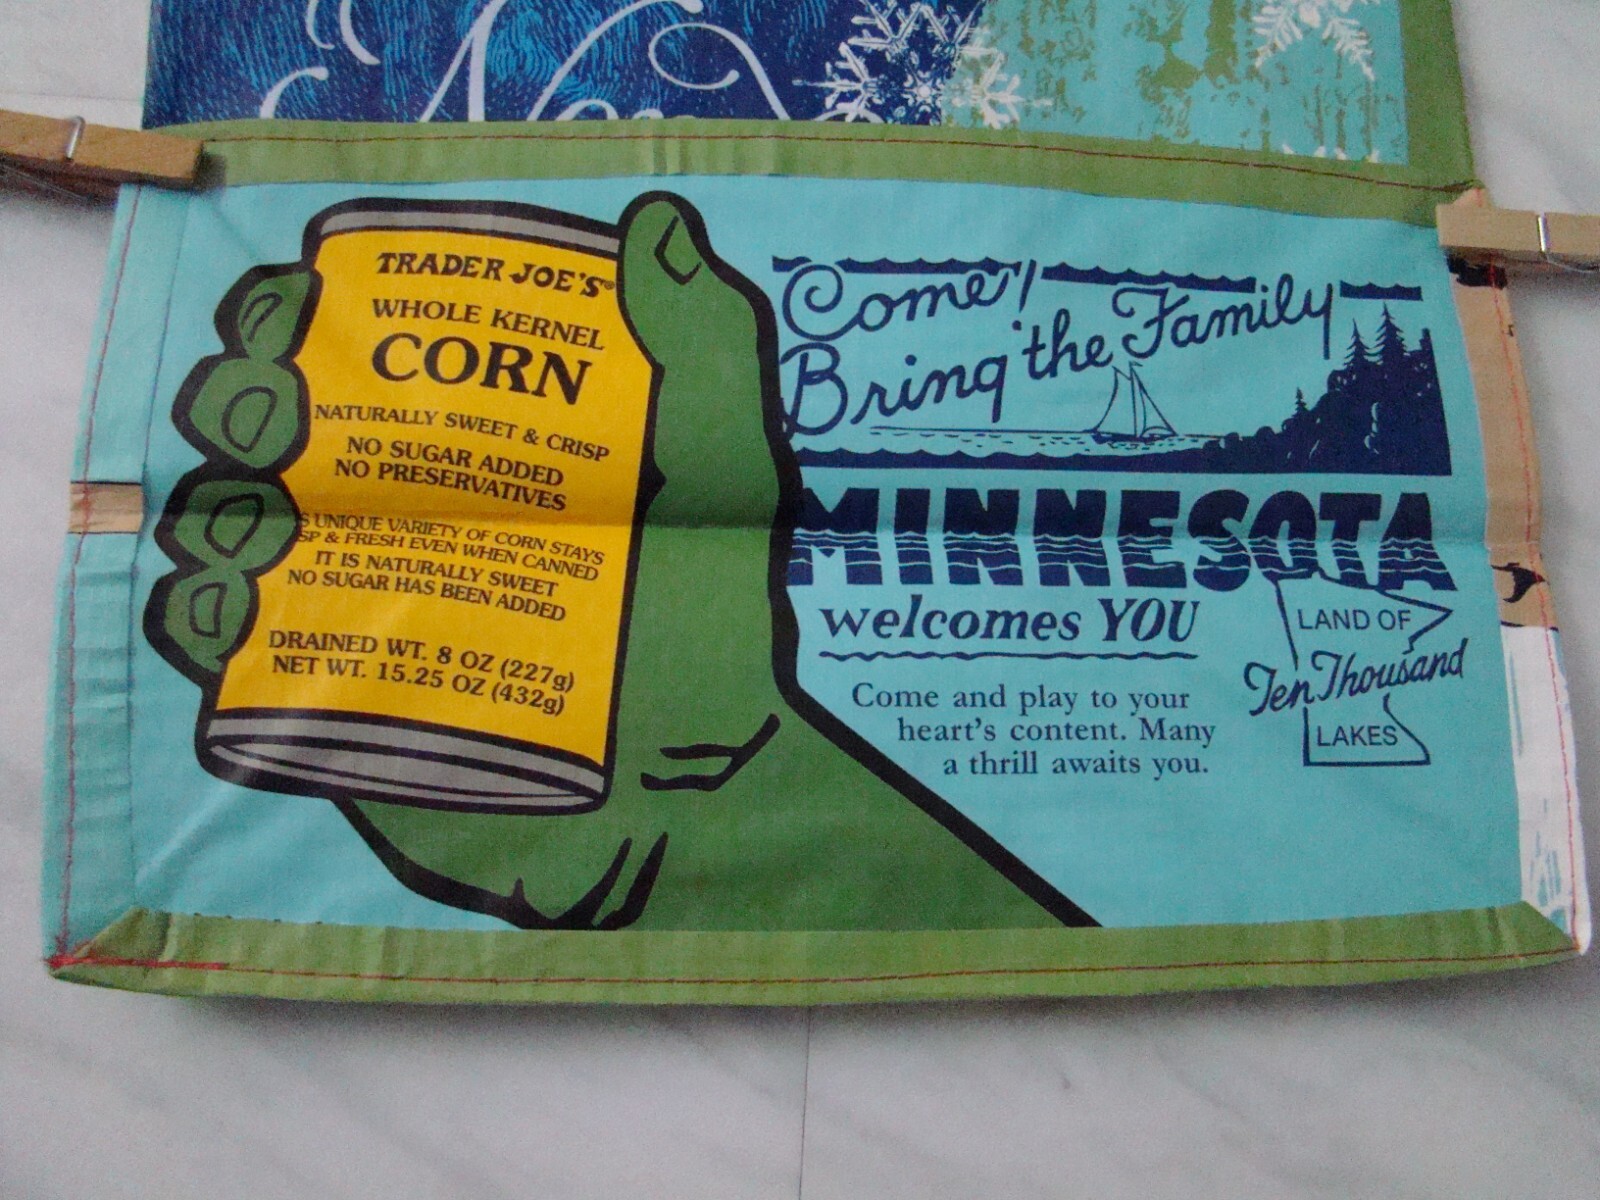 TRADER JOE'S®
WHOLE KERNEL
CORN
NATURALLY SWEET & CRISP
NO SUGAR ADDED
NO PRESERVATIVES
UNIQUE VARIETY OF CORN STAYS
& FRESH EVEN WHEN CANNED
IT IS NATURALLY SWEET
NO SUGAR HAS BEEN ADDED
DRAINED WT. 8 OZ (227g)
NET WT. 15.25 OZ (432g)
Come!
Bring the Family
MINNESOTA
welcomes YOU
Come and play to your
heart's content. Many
a thrill awaits you.
LAND OF
Ten Thousand
LAKES